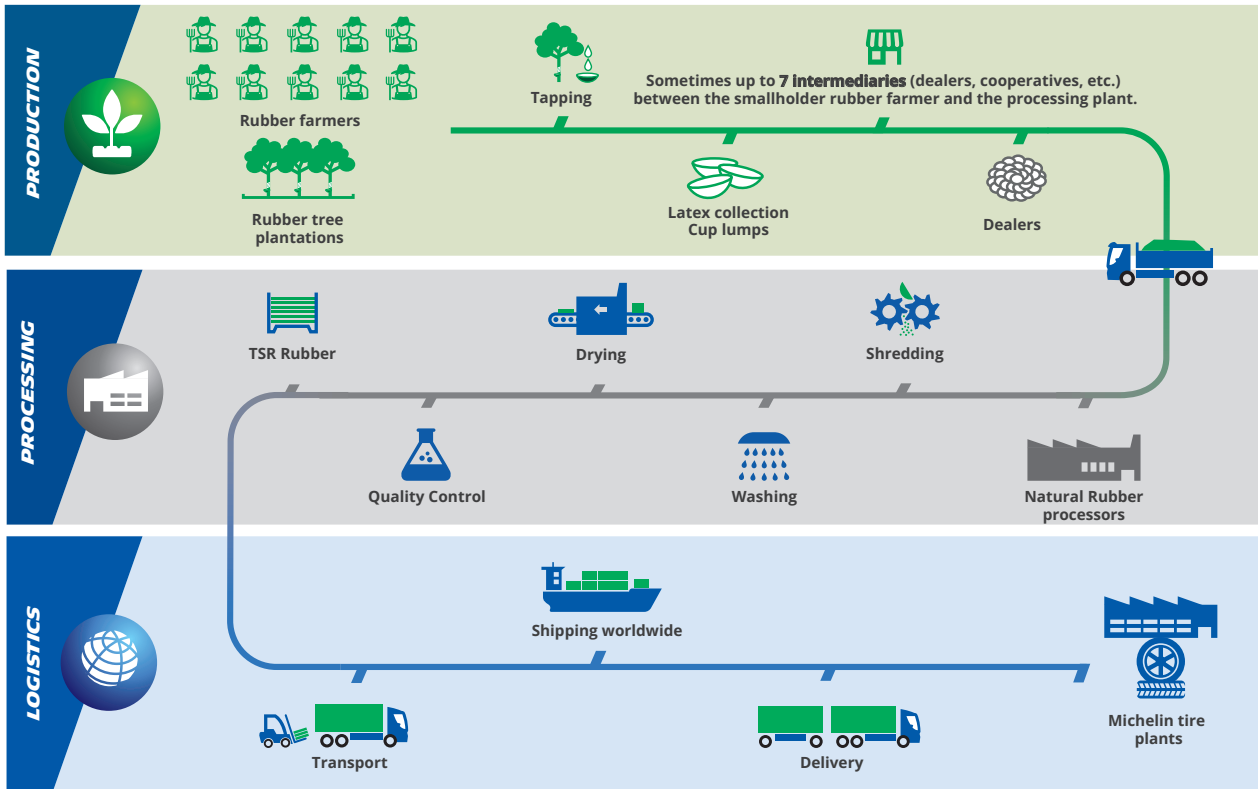 PRODUCTION
Rubber farmers
Rubber tree
plantations
Tapping
Sometimes up to 7 intermediaries (dealers, cooperatives, etc.)
between the smallholder rubber farmer and the processing plant.
Latex collection
Cup lumps
Dealers
PROCESSING
TSR Rubber
Drying
Shredding
Quality Control
Washing
Natural Rubber
processors
LOGISTICS
Shipping worldwide
Transport
Delivery
Michelin tire
plants